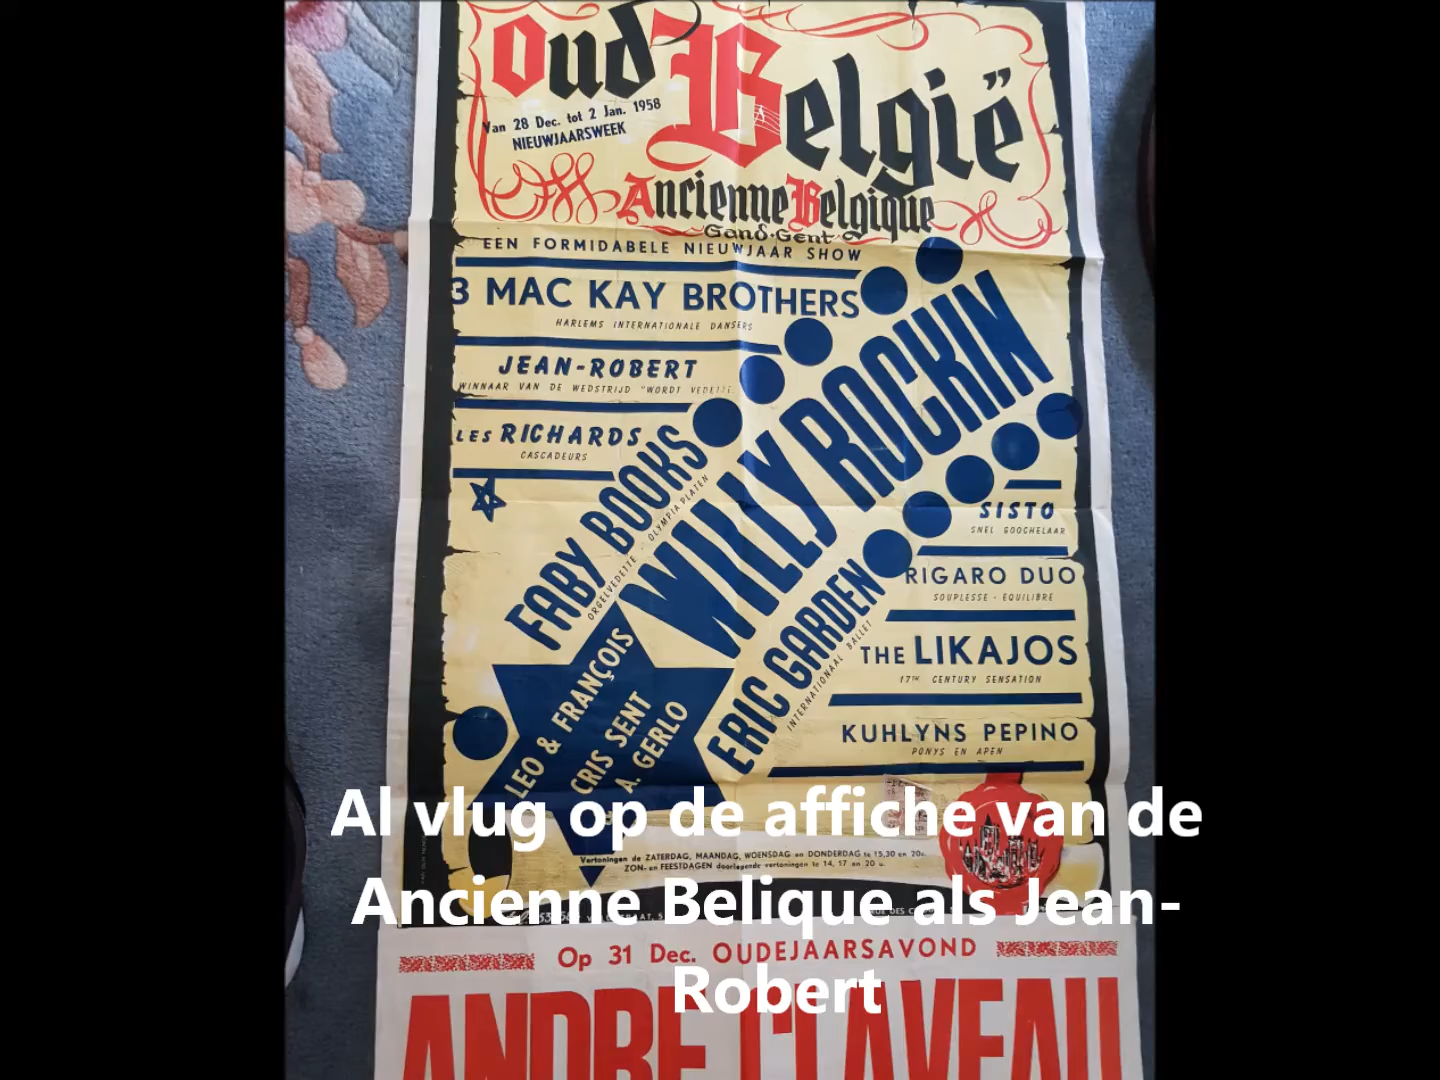 Oud België
Van 28 Dec. tot 2 Jan. 1958
NIEUWJAARSWEEK
Ancienne Belgique
Gand-Gent
EEN FORMIDABELE NIEUWJAAR SHOW
3 MAC KAY BROTHERS
HARLEMS INTERNATIONALE DANSERS
JEAN-ROBERT
WINNAAR VAN DE WEDSTRIJD "WORDT VEDETTE
LES RICHARDS
CASCADEURS
FABY BOOKS
ORGELVEDETTE - OLYMPIA PLATEN
WILLY ROCKIN
ERIC GARDEN
INTERNATIONAAL BALLET
LEO & FRANÇOIS
CRIS SENT
A. GERLO
SISTO
SNEL GOOCHELAAR
RIGARO DUO
SOUPLESSE - EQUILIBRE
THE LIKAJOS
17TH CENTURY SENSATION
KUHLYNS PEPINO
PONYS EN APEN
Vertoningen de ZATERDAG, MAANDAG, WOENSDAG en DONDERDAG te 15,30 en 20u.
ZON- en FEESTDAGEN doorlopende vertoningen te 14, 17 en 20 u.
Al vlug op de affiche van de
Ancienne Belique als Jean-
Robert
Op 31 Dec. OUDEJAARSAVOND
ANDRE CLAVEAU